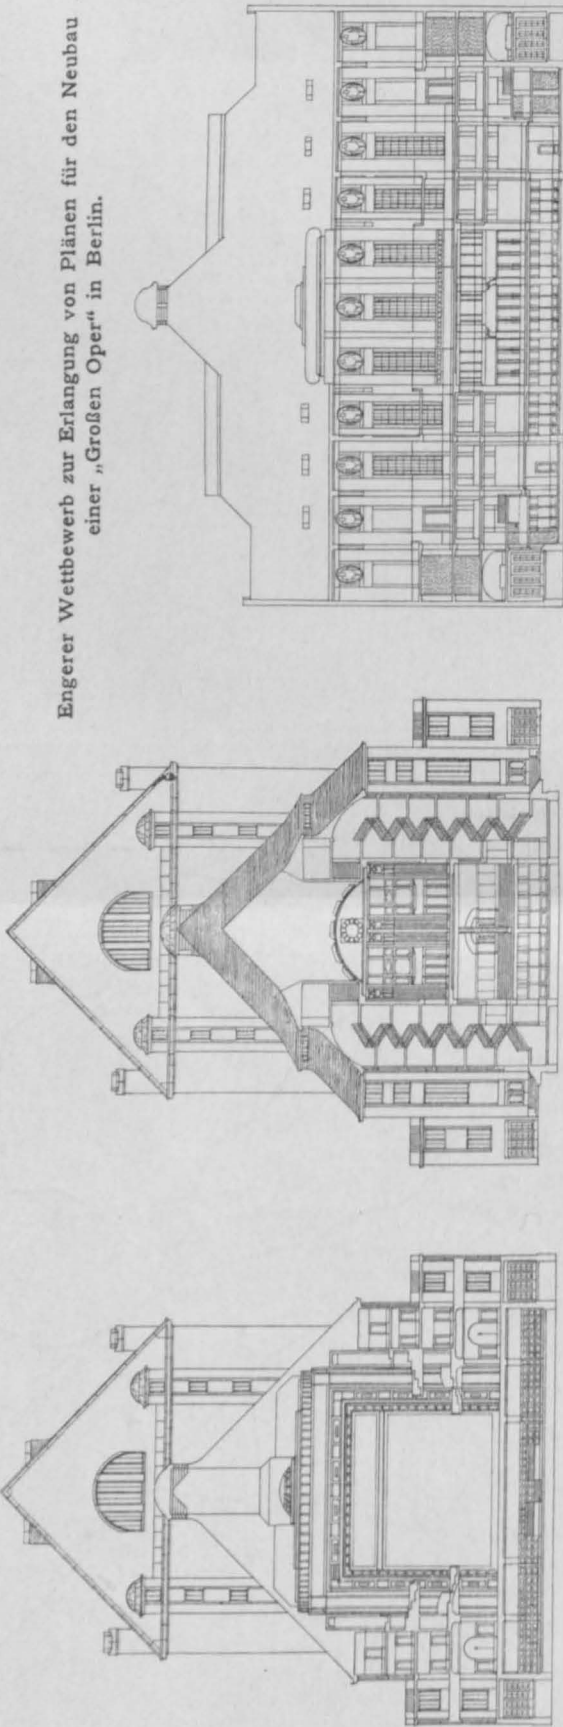 Engerer Wettbewerb zur Erlangung von Plänen für den Neubau
einer „Großen Oper“ in Berlin.